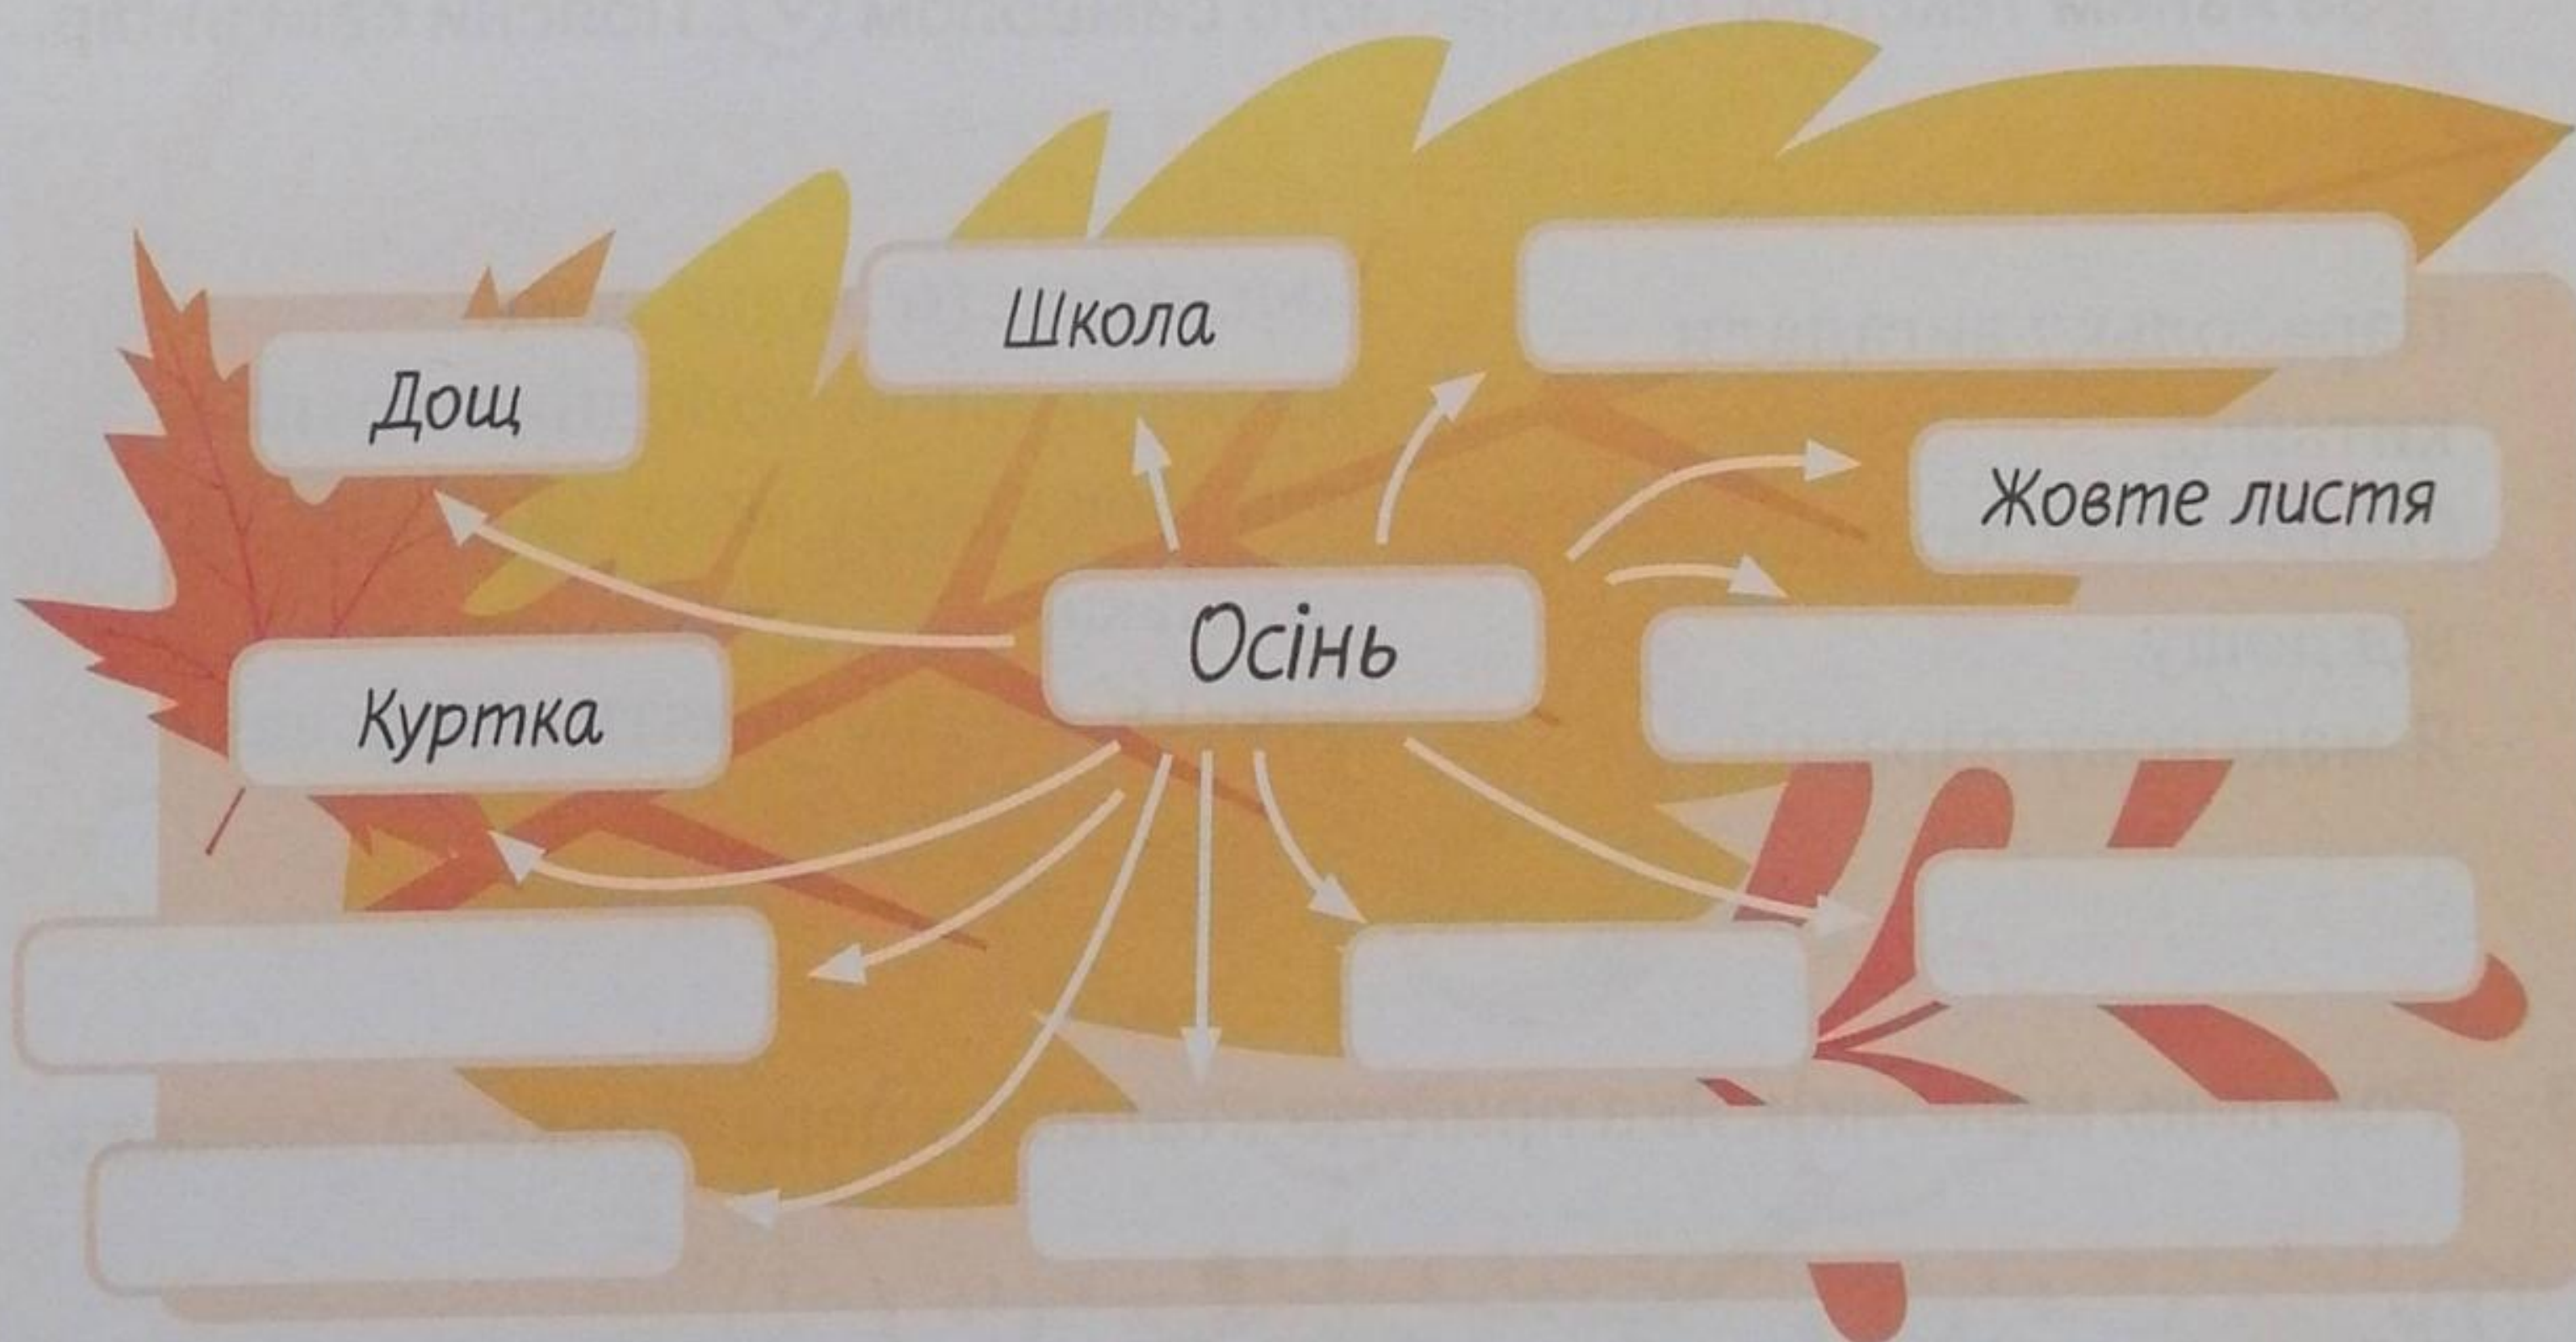 Школа
Дощ
Жовте листя
Осінь
Куртка